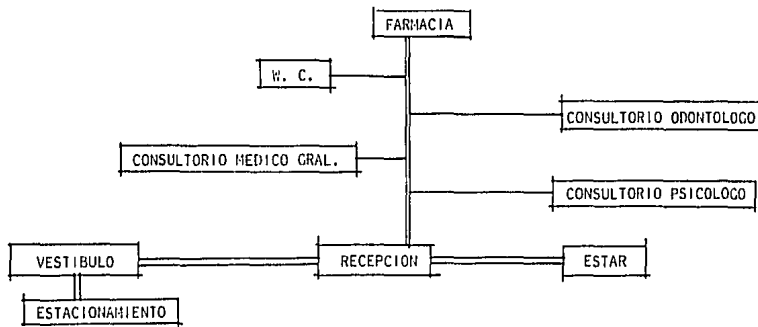 FARMACIA
W. C.
CONSULTORIO ODONTOLOGO
CONSULTORIO MEDICO GRAL.
CONSULTORIO PSICOLOGO
VESTIBULO
RECEPCION
ESTAR
ESTACIONAMIENTO